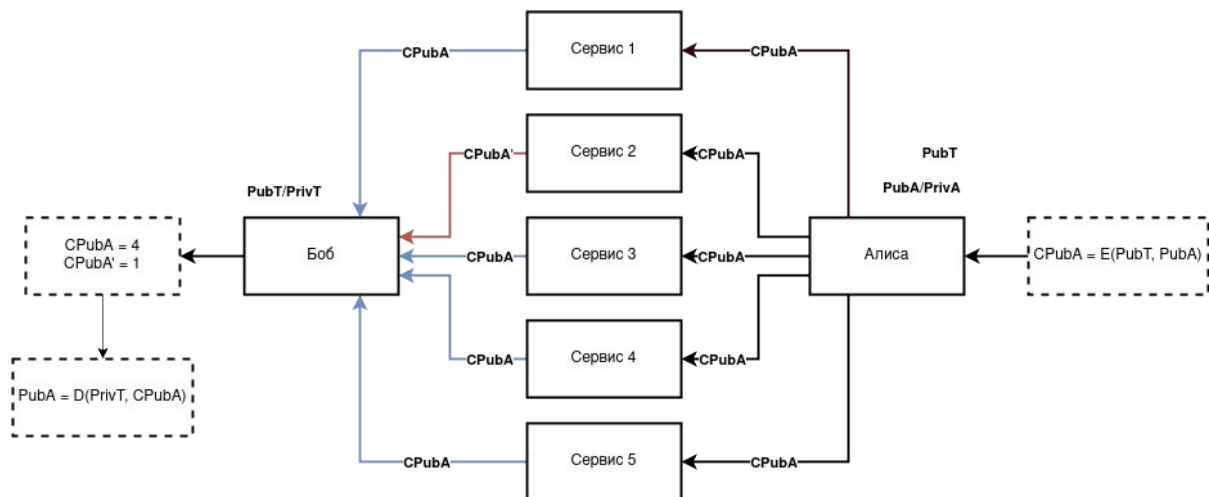 Сервис 1
CPubA
CPubA
Сервис 2
CPubA'
CPubA
PubT
PubA/PrivA
PubT/PrivT
CPubA = 4
CPubA' = 1
Боб
CPubA
Сервис 3
CPubA
Алиса
CPubA = E(PubT, PubA)
PubA = D(PrivT, CPubA)
CPubA
Сервис 4
CPubA
CPubA
Сервис 5
CPubA